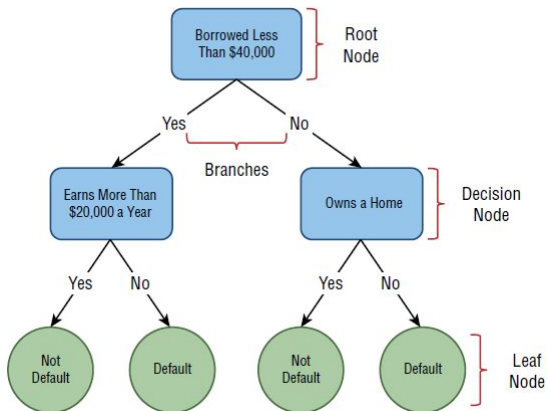 Borrowed Less
Than $40,000
Root
Node
Yes
No
Branches
Earns More Than
$20,000 a Year
Owns a Home
Decision
Node
Yes
No
Yes
No
Not
Default
Default
Not
Default
Default
Leaf
Node